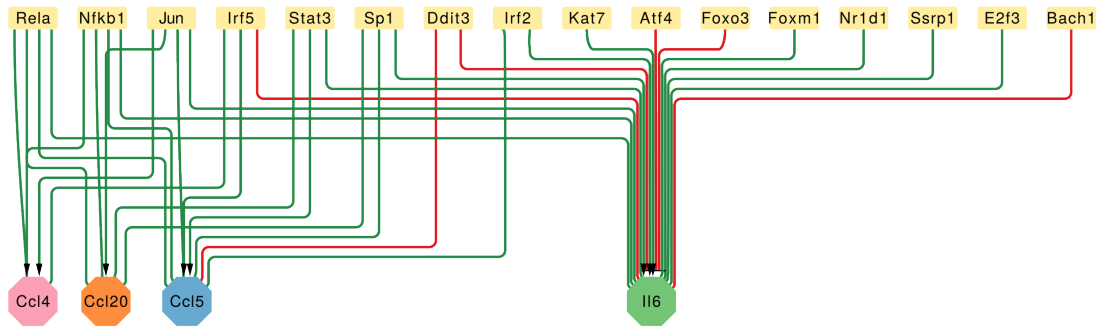 Rela Nfkb1 Jun Irf5 Stat3 Sp1 Ddit3 Irf2 Kat7 Atf4 Foxo3 Foxm1 Nr1d1 Ssrp1 E2f3 Bach1
Ccl4 Ccl20 Ccl5 Il6